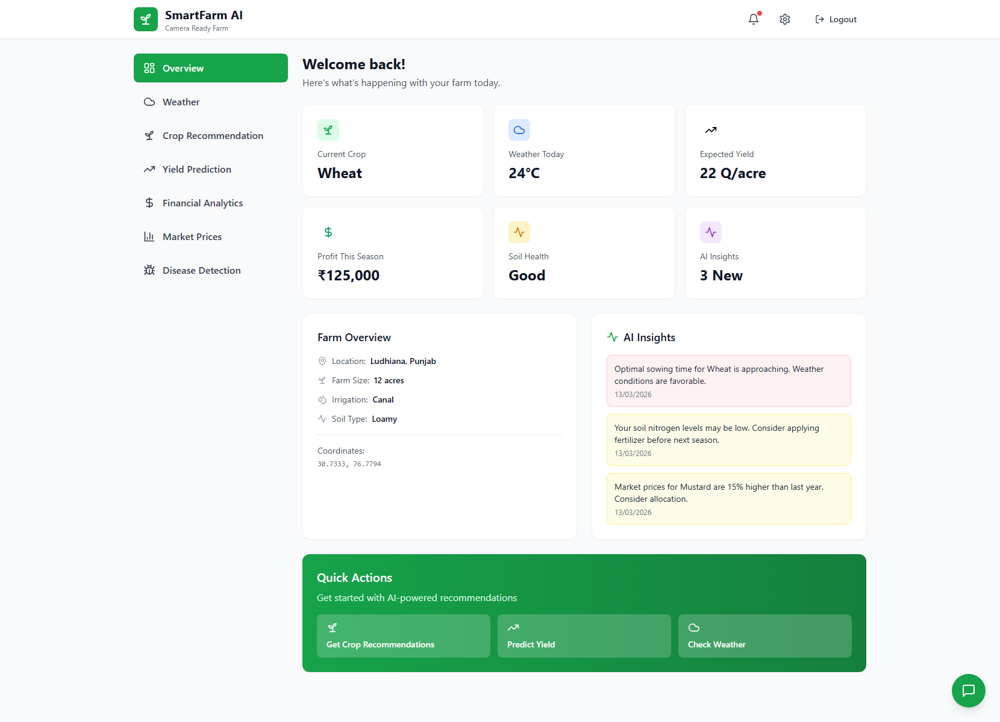 SmartFarm AI
Camera Ready Farm
Logout
Overview
Weather
Crop Recommendation
Yield Prediction
Financial Analytics
Market Prices
Disease Detection
Welcome back!
Here's what's happening with your farm today.
Current Crop
Wheat
Weather Today
24°C
Expected Yield
22 Q/acre
Profit This Season
₹125,000
Soil Health
Good
AI Insights
3 New
Farm Overview
Location: Ludhiana, Punjab
Farm Size: 12 acres
Irrigation: Canal
Soil Type: Loamy
Coordinates:
30.7333, 76.7794
AI Insights
Optimal sowing time for Wheat is approaching. Weather
conditions are favorable.
13/03/2026
Your soil nitrogen levels may be low. Consider applying
fertilizer before next season.
13/03/2026
Market prices for Mustard are 15% higher than last year.
Consider allocation.
13/03/2026
Quick Actions
Get started with AI-powered recommendations
Get Crop Recommendations
Predict Yield
Check Weather